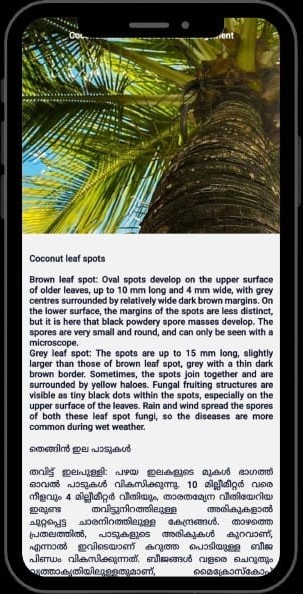 Coconut leaf spots
Brown leaf spot: Oval spots develop on the upper surface
of older leaves, up to 10 mm long and 4 mm wide, with grey
centres surrounded by relatively wide dark brown margins. On
the lower surface, the margins of the spots are less distinct,
but it is here that black powdery spore masses develop. The
spores are very small and round, and can only be seen with a
microscope.
Grey leaf spot: The spots are up to 15 mm long, slightly
larger than those of brown leaf spot, grey with a thin dark
brown border. Sometimes, the spots join together and are
surrounded by yellow haloes. Fungal fruiting structures are
visible as tiny black dots within the spots, especially on the
upper surface of the leaves. Rain and wind spread the spores
of both these leaf spot fungi, so the diseases are more
common during wet weather.
തെങ്ങിൻ ഇല പാടുകൾ
തവിട്ട് ഇലപ്പുള്ളി: പഴയ ഇലകളുടെ മുകൾ ഭാഗത്ത്
ഓവൽ പാടുകൾ വികസിക്കുന്നു. 10 മില്ലീമീറ്റർ വരെ
നീളവും 4 മില്ലീമീറ്റർ വീതിയും, താരതമ്യേന വീതിയേറിയ
ഇരുണ്ട തവിട്ടുനിറത്തിലുള്ള അരികുകളാൽ
ചുറ്റപ്പെട്ട ചാരനിറത്തിലുള്ള കേന്ദ്രങ്ങൾ. താഴത്തെ
പ്രതലത്തിൽ, പാടുകളുടെ അരികുകൾ കുറവാണ്,
എന്നാൽ ഇവിടെയാണ് കറുത്ത പൊടിയുള്ള ബീജ
പിണ്ഡം വികസിക്കുന്നത്. ബീജങ്ങൾ വളരെ ചെറുതും